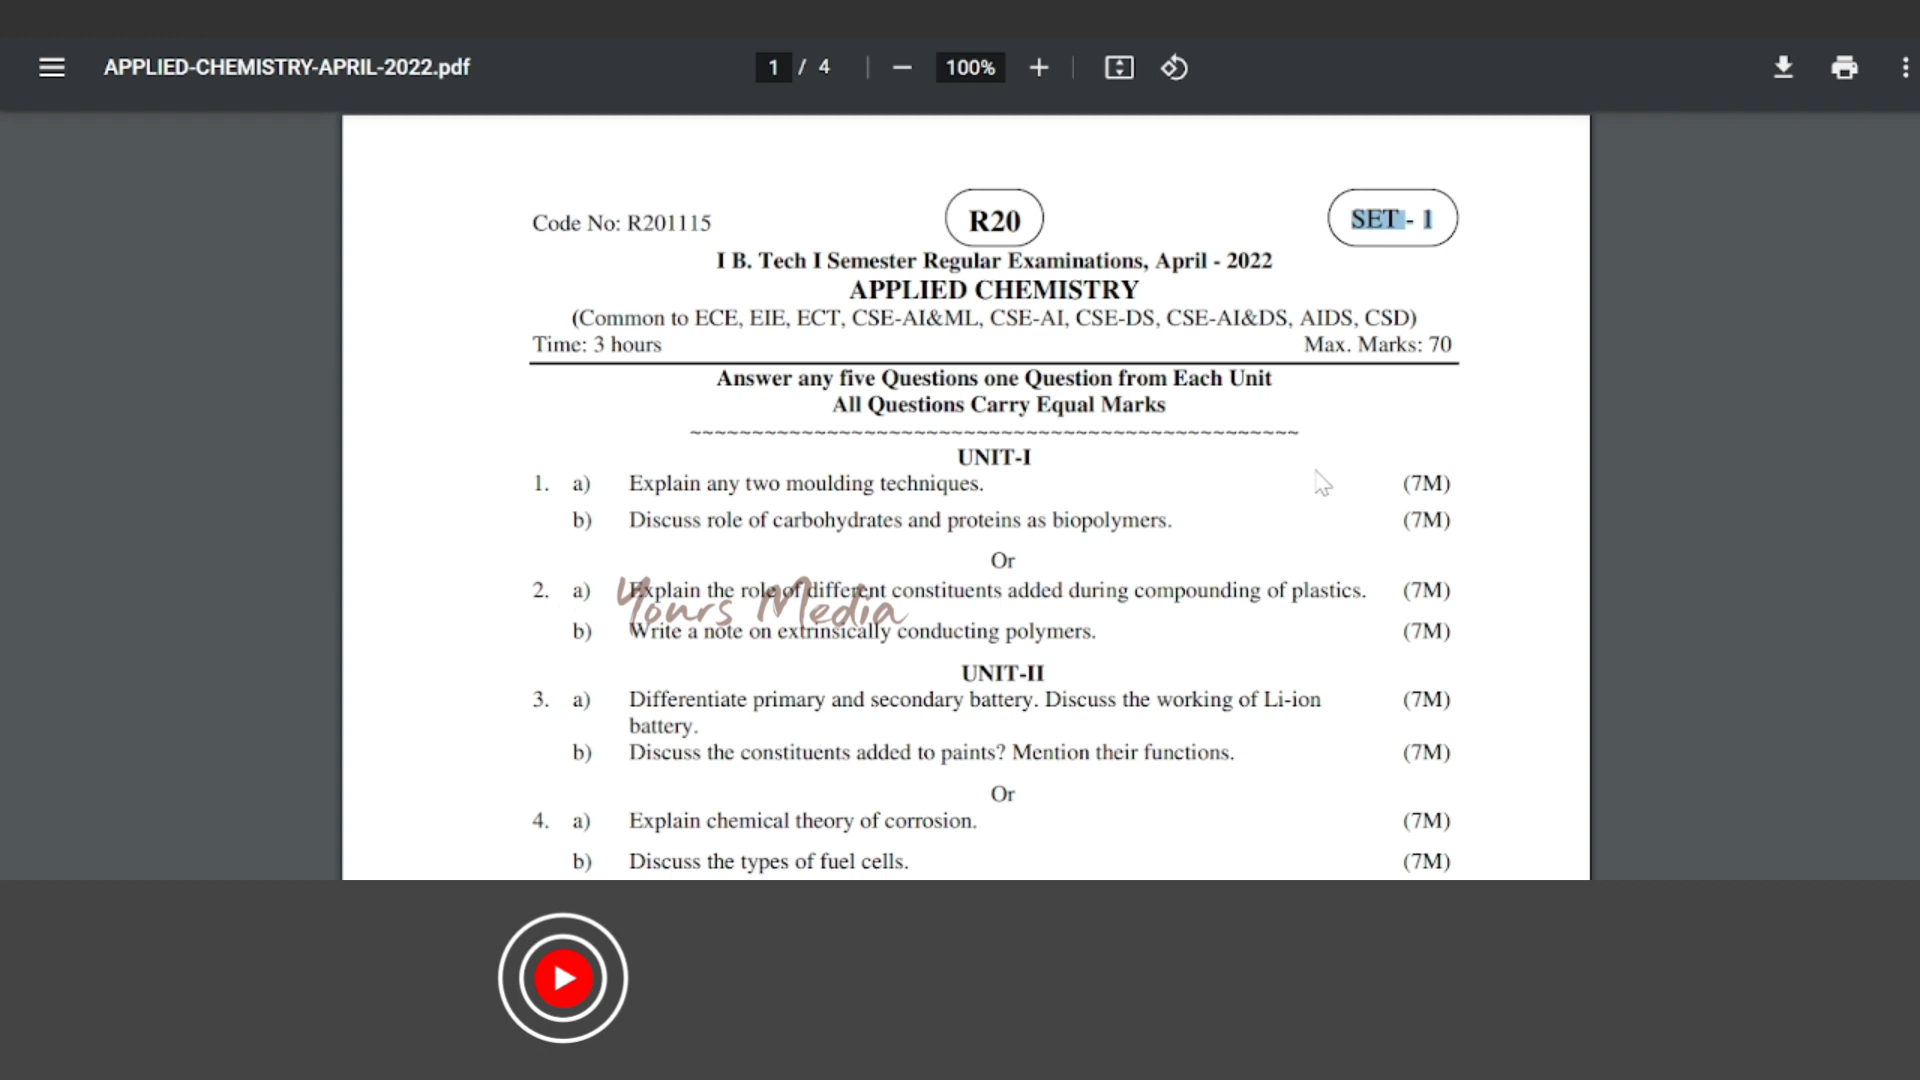 APPLIED-CHEMISTRY-APRIL-2022.pdf
1 / 4
100%
Code No: R201115
R20
SET - 1
I B. Tech I Semester Regular Examinations, April - 2022
APPLIED CHEMISTRY
(Common to ECE, EIE, ECT, CSE-AI&ML, CSE-AI, CSE-DS, CSE-AI&DS, AIDS, CSD)
Time: 3 hours Max. Marks: 70
Answer any five Questions one Question from Each Unit
All Questions Carry Equal Marks
~~~~~~~~~~~~~~~~~~~~~~~~~~~~~~~~~~~~~~~~~~~~~~~~~
UNIT-I
1. a) Explain any two moulding techniques. (7M)
b) Discuss role of carbohydrates and proteins as biopolymers. (7M)
Or
2. a) Explain the role of different constituents added during compounding of plastics. (7M)
Yours Media
b) Write a note on extrinsically conducting polymers. (7M)
UNIT-II
3. a) Differentiate primary and secondary battery. Discuss the working of Li-ion (7M)
battery.
b) Discuss the constituents added to paints? Mention their functions. (7M)
Or
4. a) Explain chemical theory of corrosion. (7M)
b) Discuss the types of fuel cells. (7M)